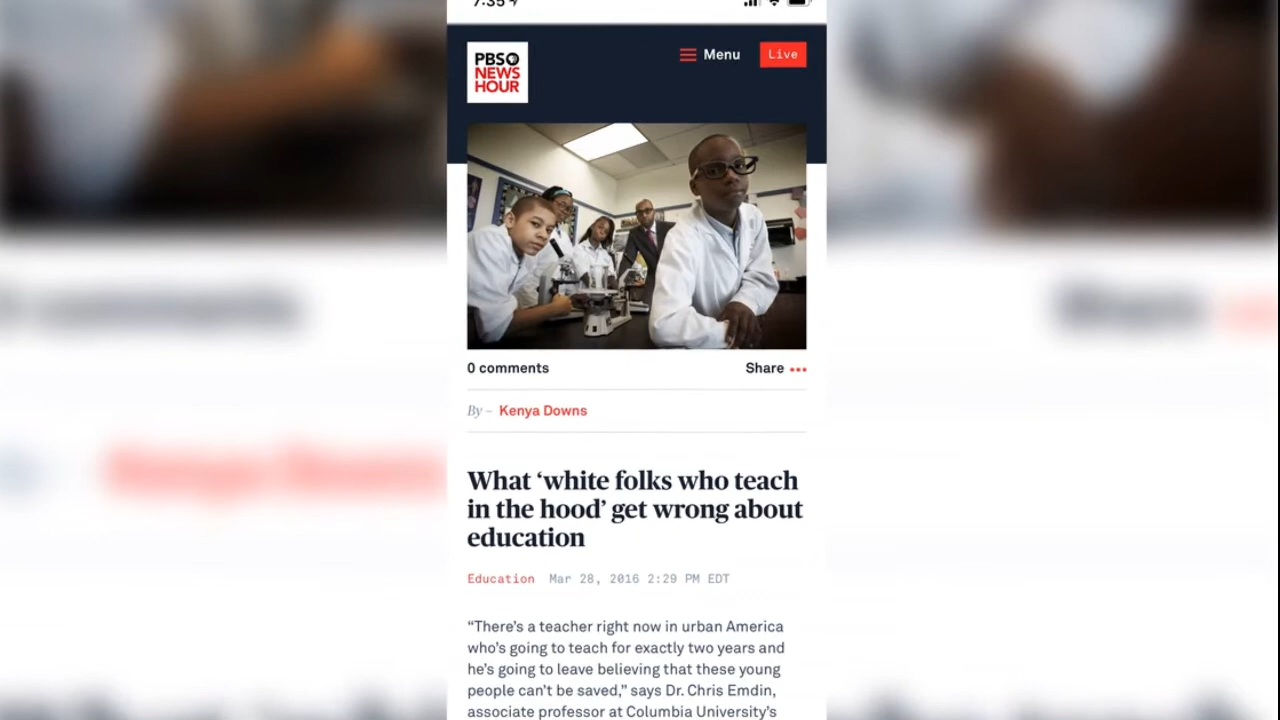 7:35
PBS
NEWS
HOUR
Menu
Live
0 comments
Share
By – Kenya Downs
What ‘white folks who teach
in the hood’ get wrong about
education
Education Mar 28, 2016 2:29 PM EDT
“There’s a teacher right now in urban America
who’s going to teach for exactly two years and
he’s going to leave believing that these young
people can’t be saved,” says Dr. Chris Emdin,
associate professor at Columbia University’s